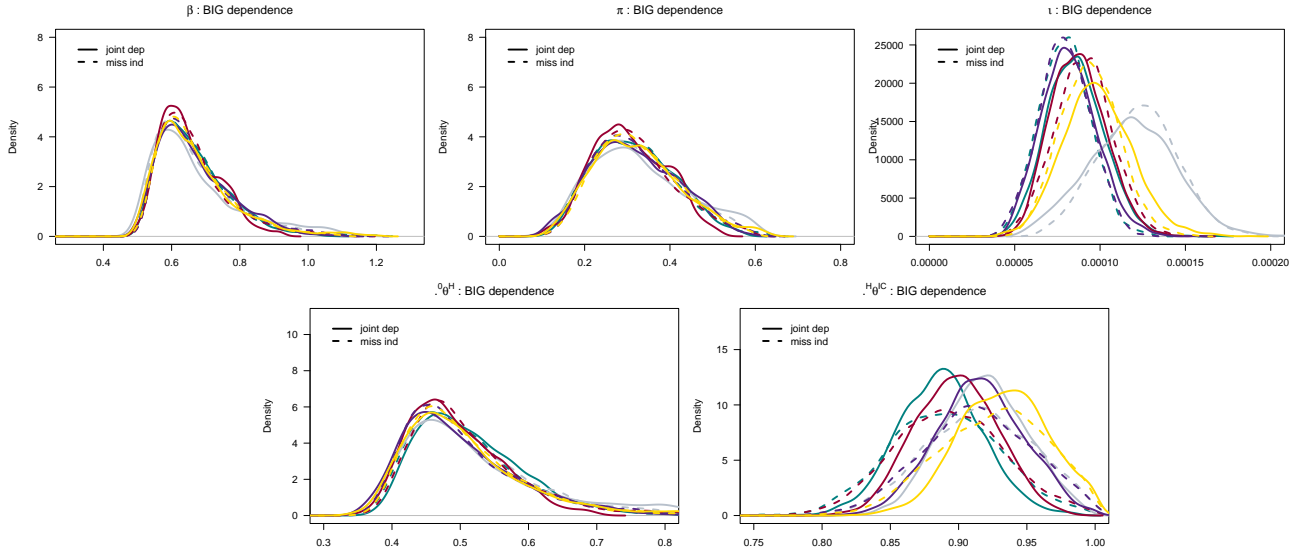 β : BIG dependence
π : BIG dependence
ι : BIG dependence
Density
0 2 4 6 8
joint dep
miss ind
0.4 0.6 0.8 1.0 1.2
Density
0 2 4 6 8
joint dep
miss ind
0.0 0.2 0.4 0.6 0.8
Density
0 5000 10000 15000 20000 25000
joint dep
miss ind
0.00000 0.00005 0.00010 0.00015 0.00020
.⁰θᴴ : BIG dependence
.ᴴθᴵᶜ : BIG dependence
Density
0 2 4 6 8 10
joint dep
miss ind
0.3 0.4 0.5 0.6 0.7 0.8
Density
0 5 10 15
joint dep
miss ind
0.75 0.80 0.85 0.90 0.95 1.00